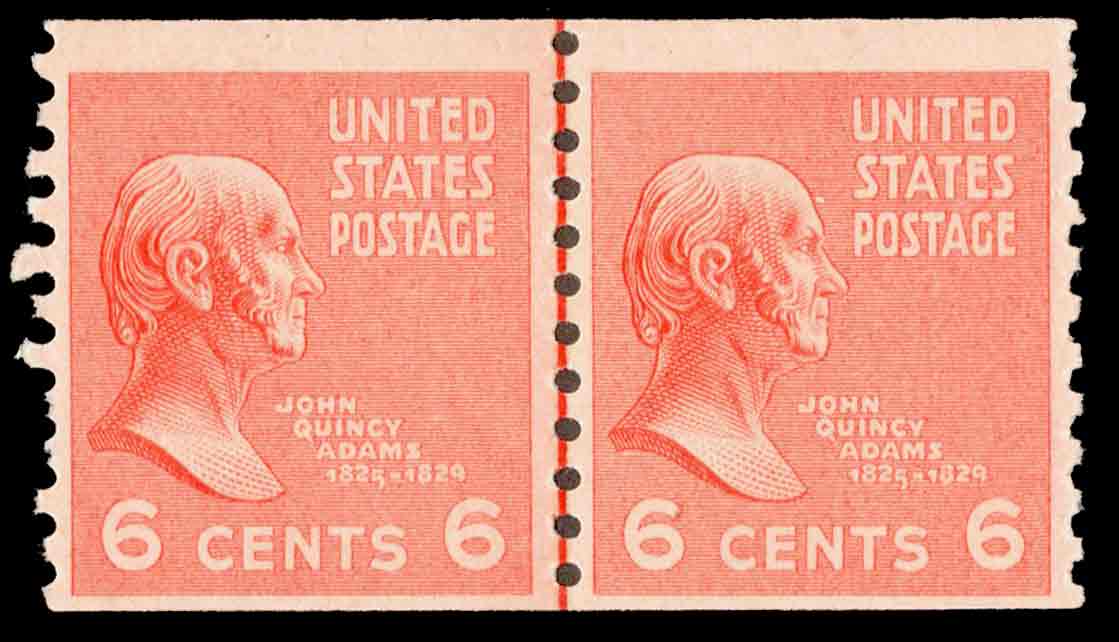 UNITED
STATES
POSTAGE
JOHN
QUINCY
ADAMS
1825-1829
6 CENTS 6
UNITED
STATES
POSTAGE
JOHN
QUINCY
ADAMS
1825-1829
6 CENTS 6